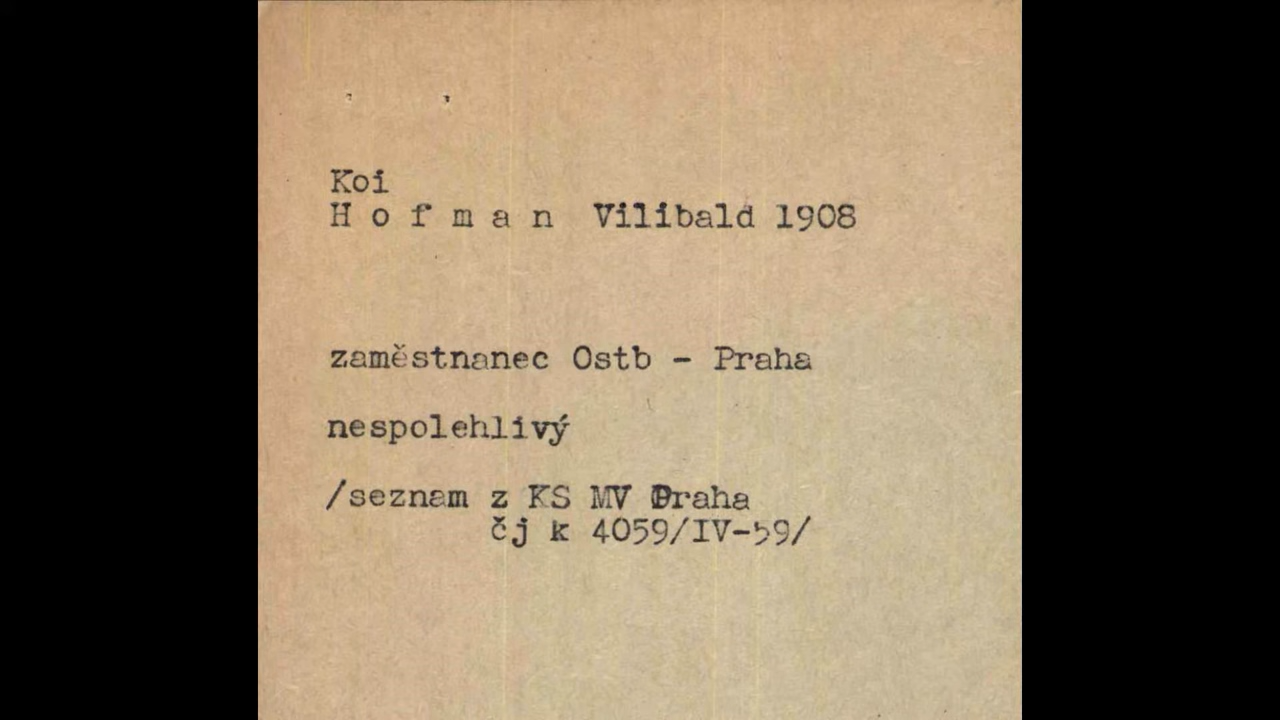 Koi
H o f m a n Vilibald 1908
zaměstnanec Ostb - Praha
nespolehlivý
/seznam z KS MV Praha
čj k 4059/IV-59/